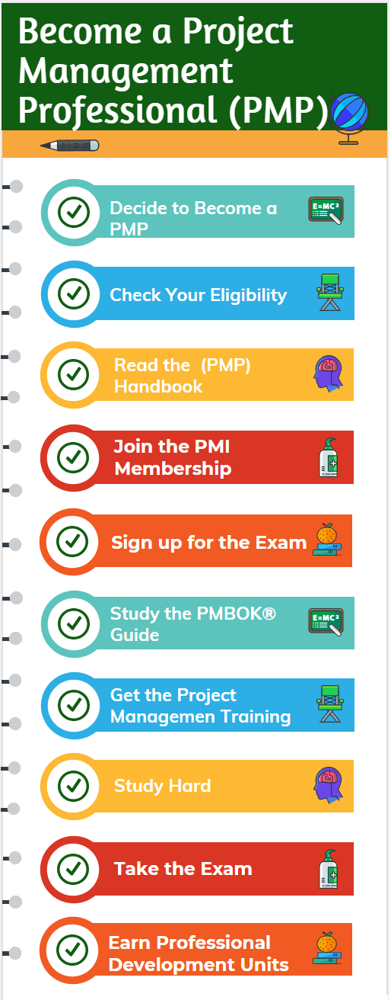 Become a Project
Management
Professional (PMP)
Decide to Become a
PMP
E=MC²
Check Your Eligibility
Read the  (PMP)
Handbook
Join the PMI
Membership
Sign up for the Exam
Study the PMBOK®
Guide
E=MC²
Get the Project
Managemen Training
Study Hard
Take the Exam
Earn Professional
Development Units